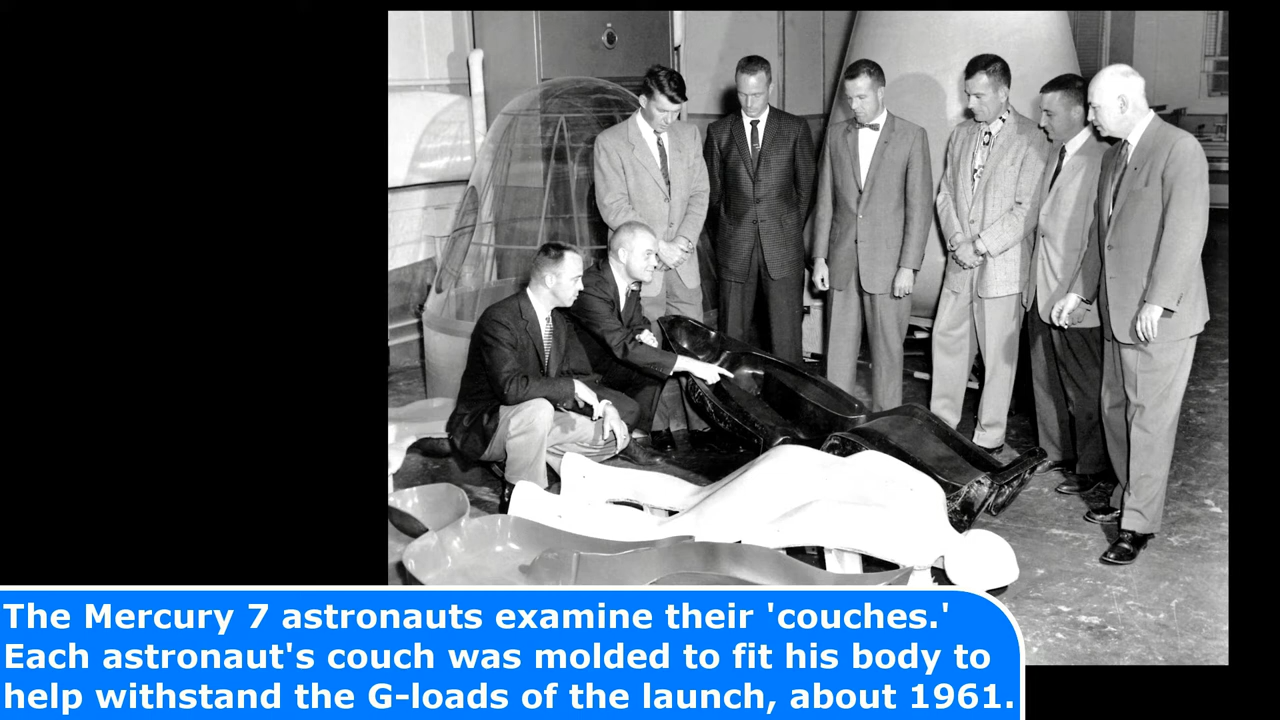 The Mercury 7 astronauts examine their 'couches.'
Each astronaut's couch was molded to fit his body to
help withstand the G-loads of the launch, about 1961.